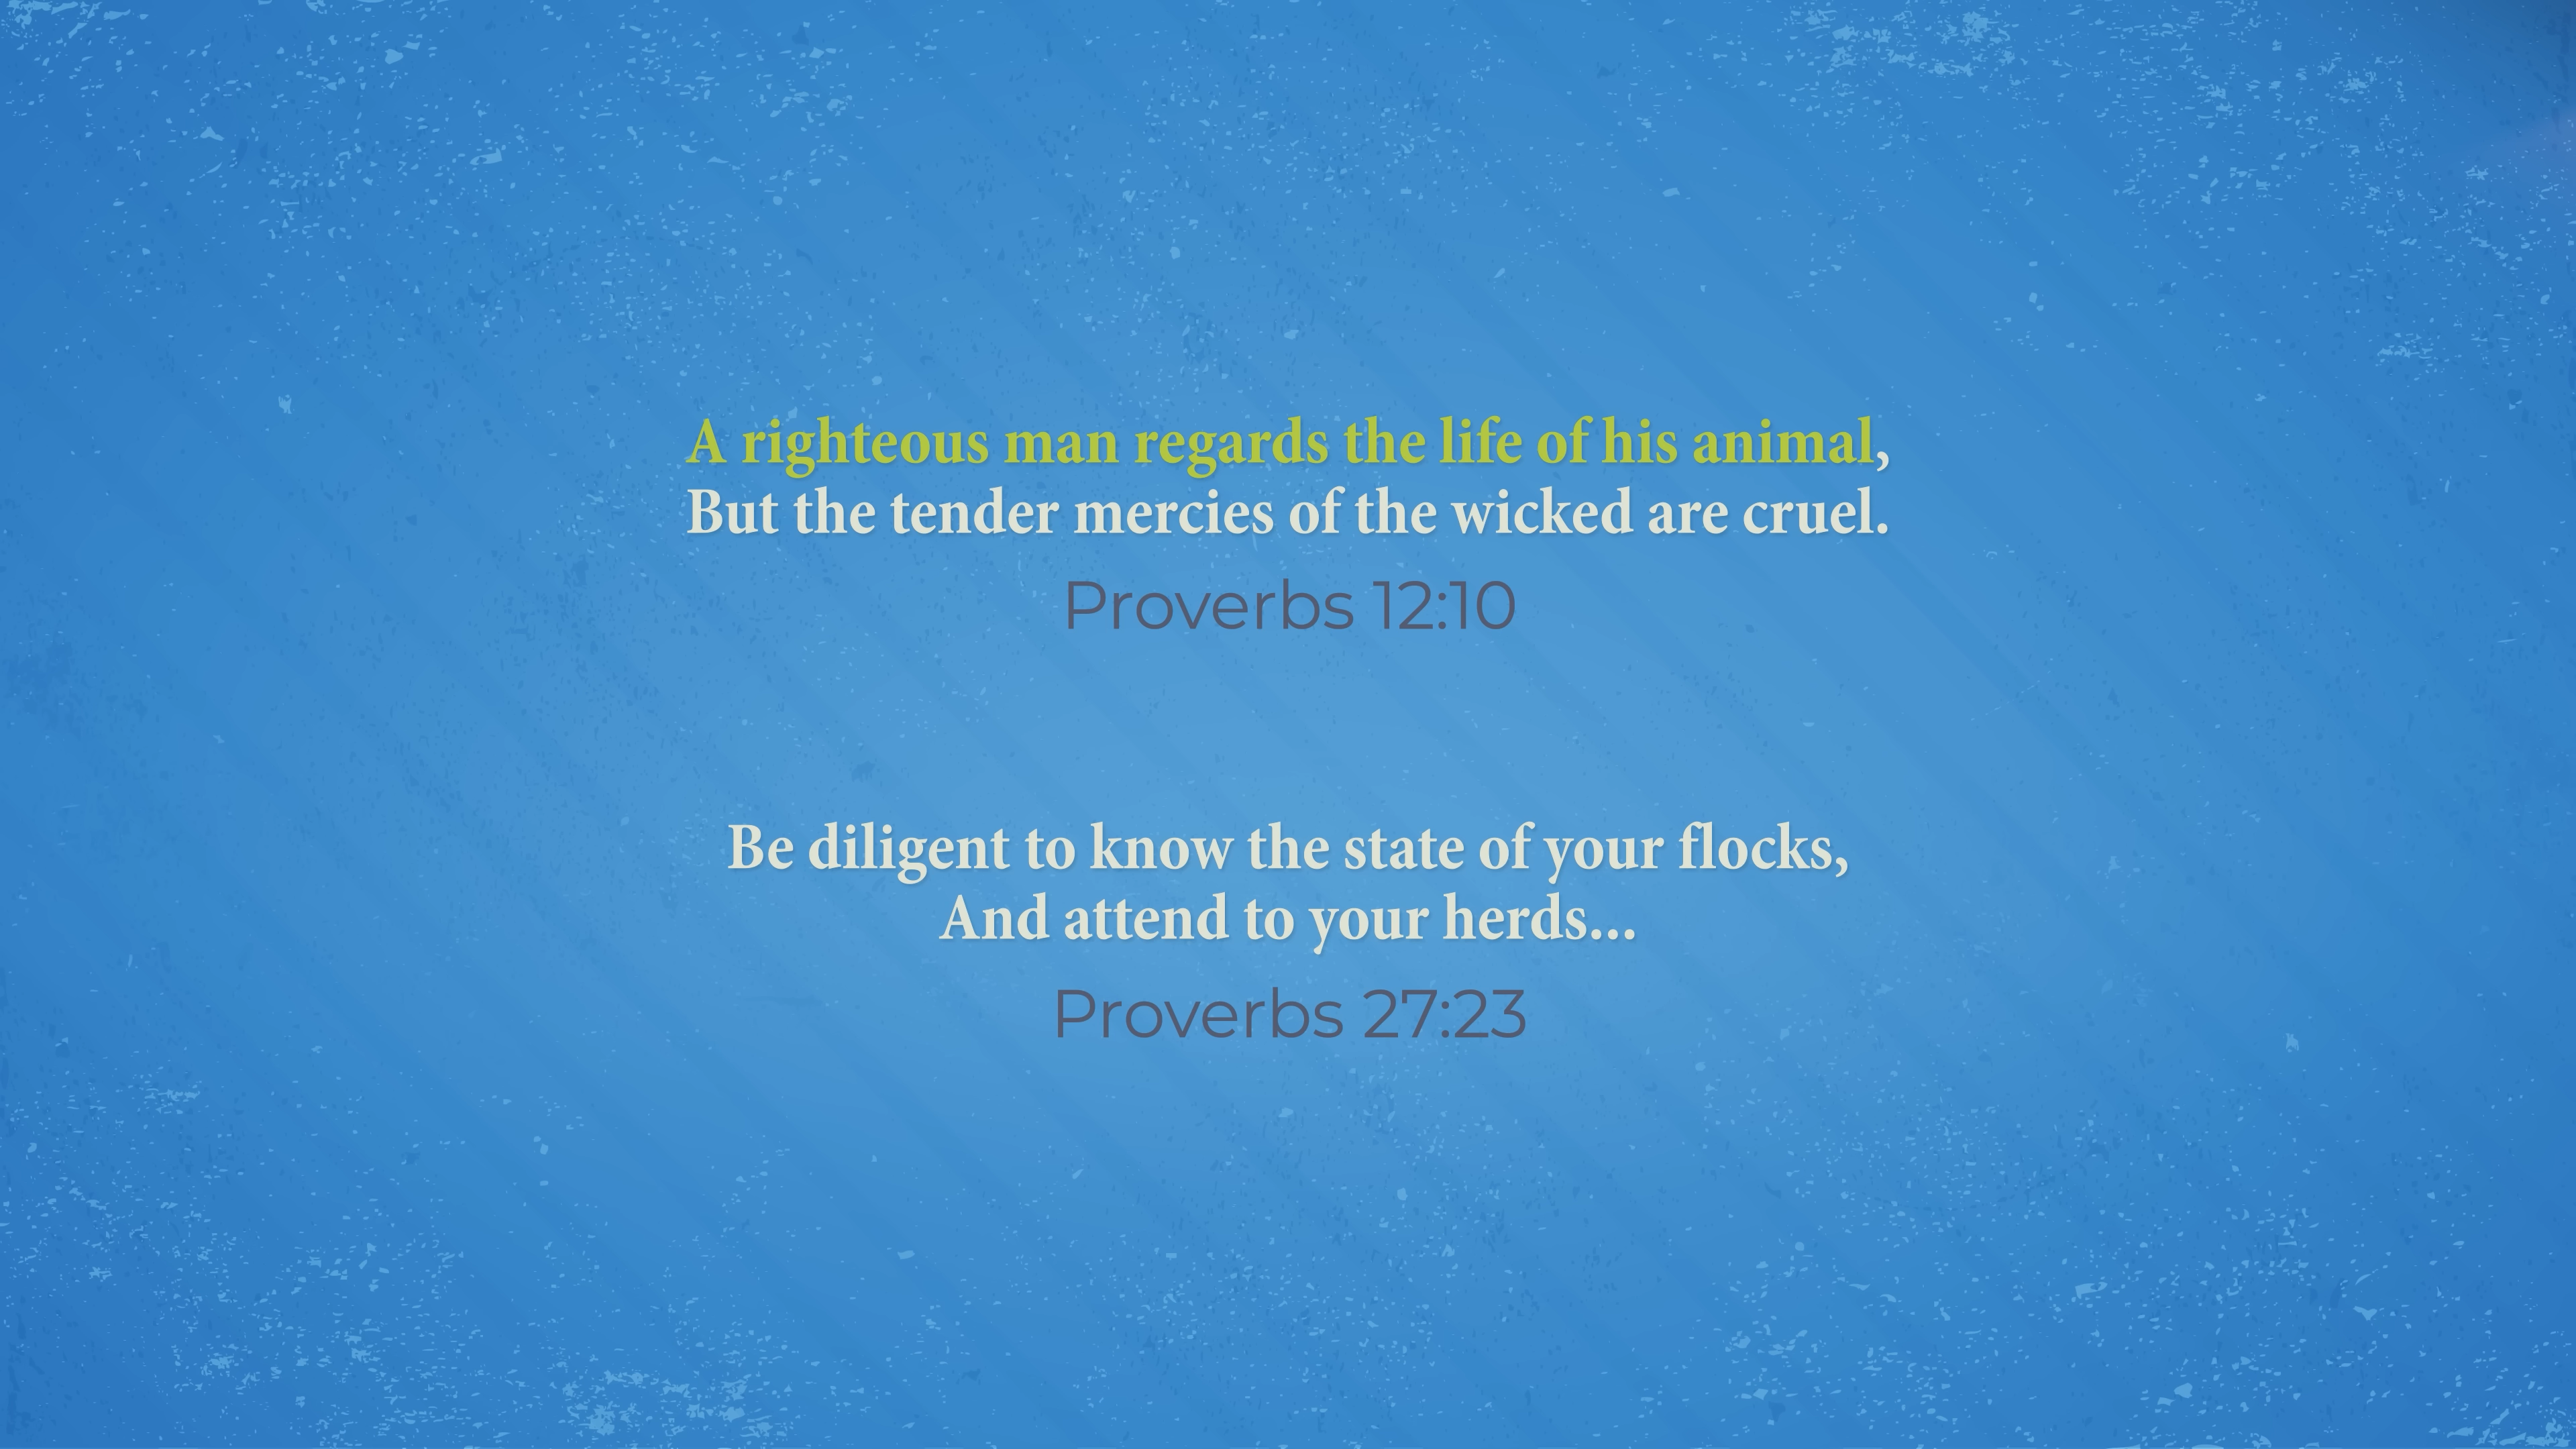 A righteous man regards the life of his animal,
But the tender mercies of the wicked are cruel.
Proverbs 12:10
Be diligent to know the state of your flocks,
And attend to your herds...
Proverbs 27:23